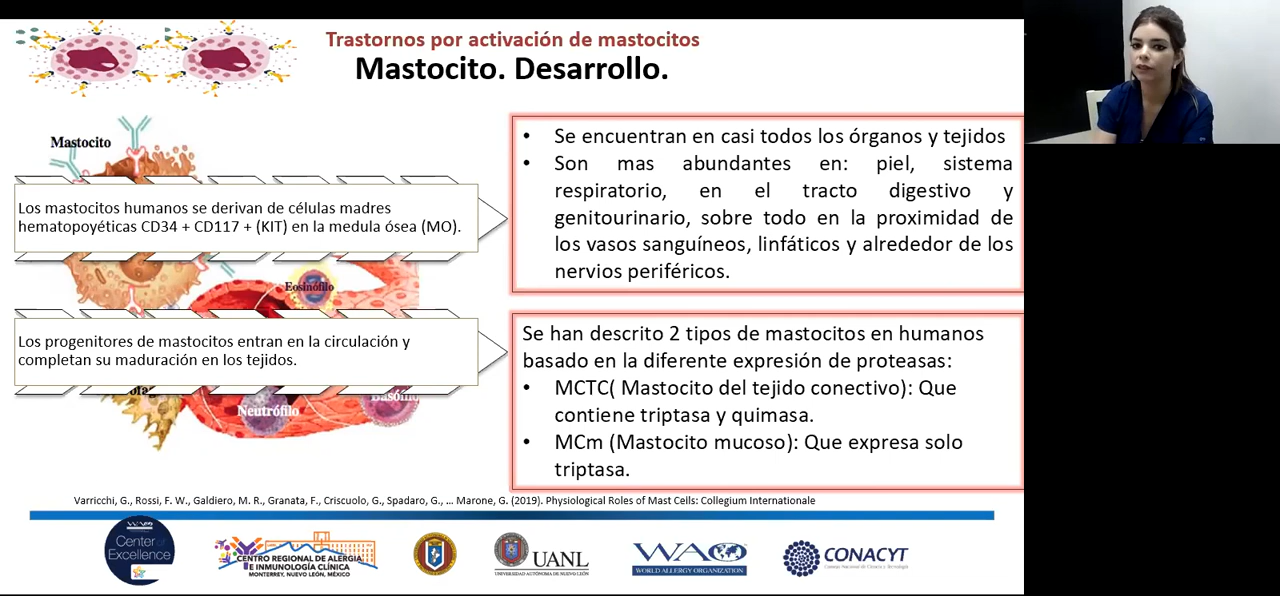 Trastornos por activación de mastocitos
Mastocito. Desarrollo.
Mastocito
Los mastocitos humanos se derivan de células madres
hematopoyéticas CD34 + CD117 + (KIT) en la medula ósea (MO).
Eosinófilo
Los progenitores de mastocitos entran en la circulación y
completan su maduración en los tejidos.
Neutrófilo
Basófilo
• Se encuentran en casi todos los órganos y tejidos
• Son mas abundantes en: piel, sistema
respiratorio, en el tracto digestivo y
genitourinario, sobre todo en la proximidad de
los vasos sanguíneos, linfáticos y alrededor de los
nervios periféricos.
Se han descrito 2 tipos de mastocitos en humanos
basado en la diferente expresión de proteasas:
• MCTC( Mastocito del tejido conectivo): Que
contiene triptasa y quimasa.
• MCm (Mastocito mucoso): Que expresa solo
triptasa.
Varricchi, G., Rossi, F. W., Galdiero, M. R., Granata, F., Criscuolo, G., Spadaro, G., … Marone, G. (2019). Physiological Roles of Mast Cells: Collegium Internationale
WAO
Center of
Excellence
CENTRO REGIONAL DE ALERGIA
E INMUNOLOGÍA CLÍNICA
MONTERREY, NUEVO LEÓN, MÉXICO
UANL
UNIVERSIDAD AUTÓNOMA DE NUEVO LEÓN
WAO
WORLD ALLERGY ORGANIZATION
CONACYT
Consejo Nacional de Ciencia y Tecnología